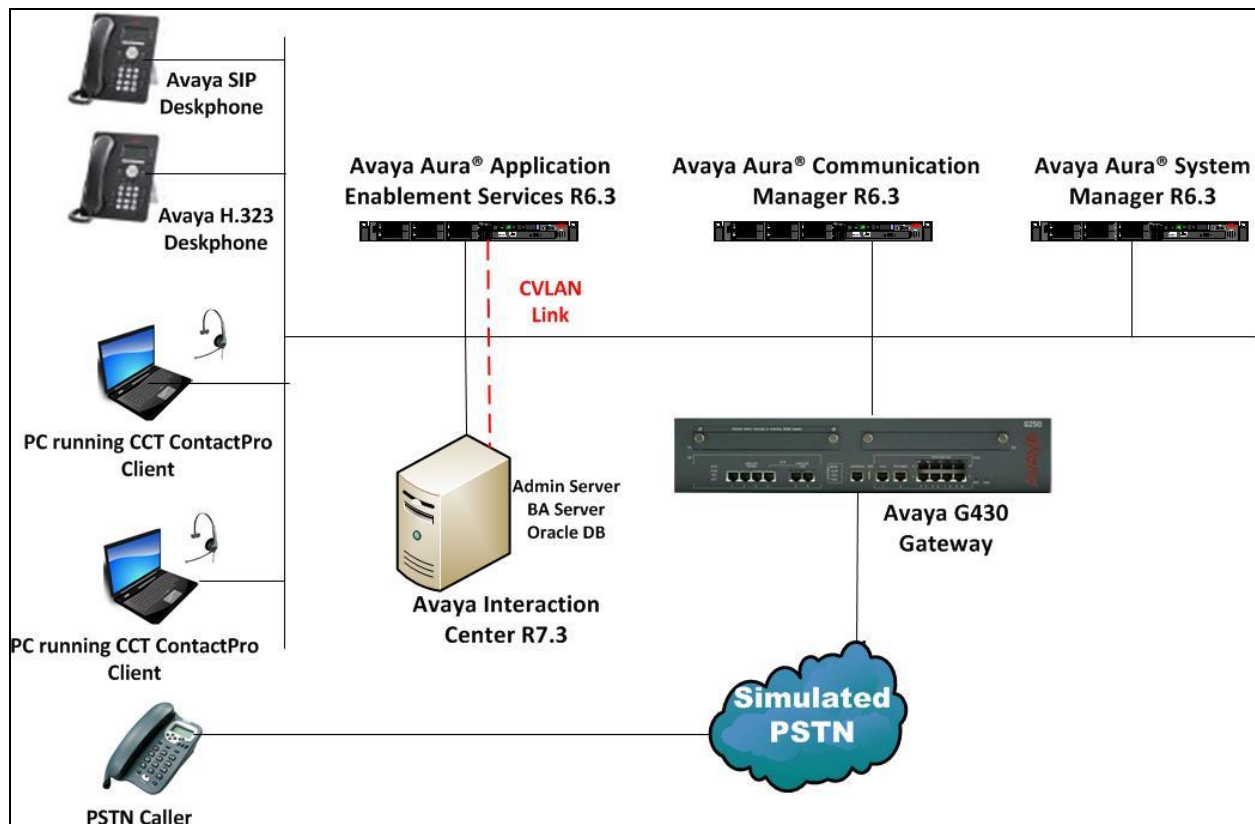 Avaya SIP
Deskphone
Avaya H.323
Deskphone
Avaya Aura® Application
Enablement Services R6.3
Avaya Aura® Communication
Manager R6.3
Avaya Aura® System
Manager R6.3
CVLAN
Link
PC running CCT ContactPro
Client
Admin Server
BA Server
Oracle DB
Avaya Interaction
Center R7.3
G250
AVAYA
Avaya G430
Gateway
PC running CCT ContactPro
Client
Simulated
PSTN
PSTN Caller